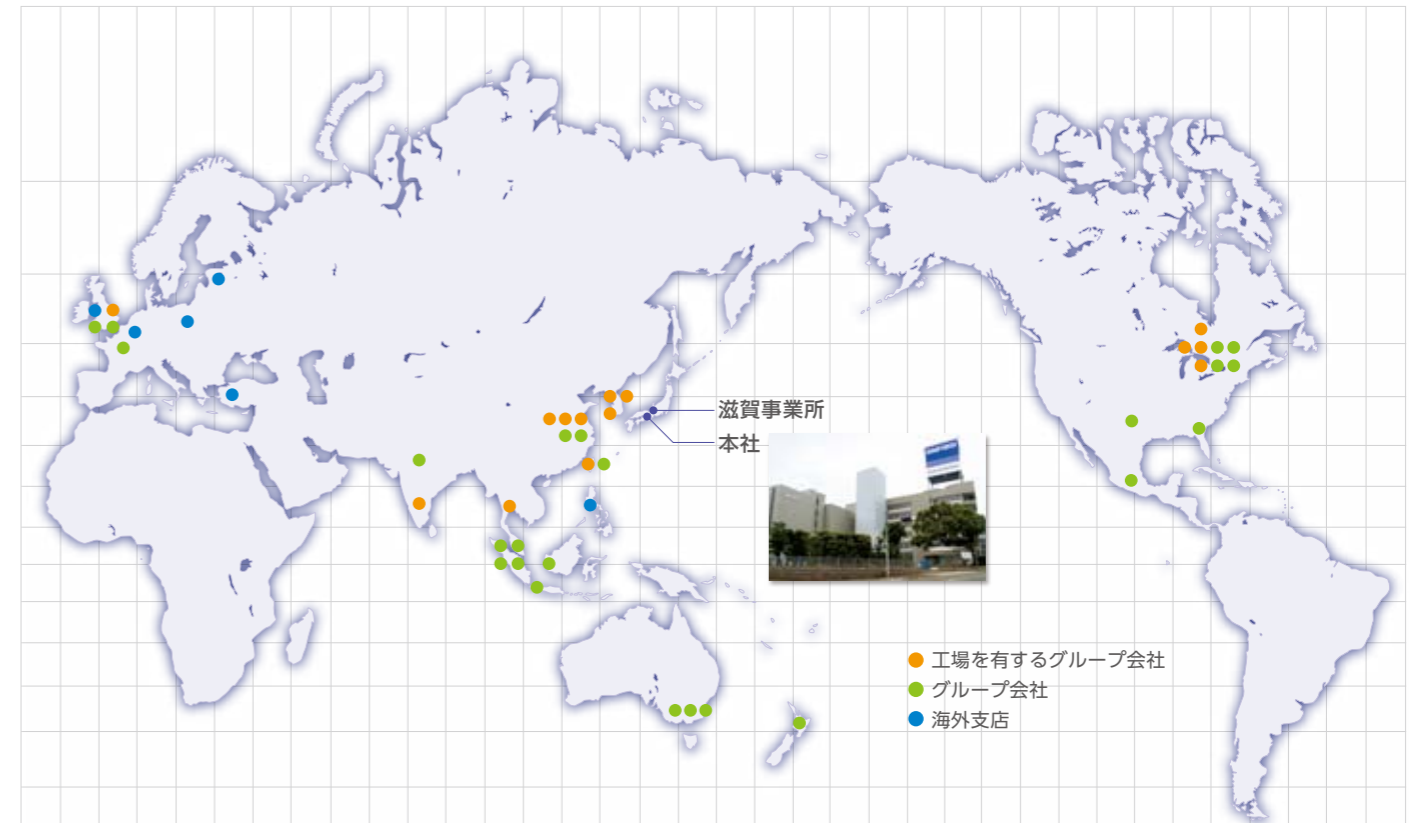 滋賀事業所
本社
工場を有するグループ会社
グループ会社
海外支店